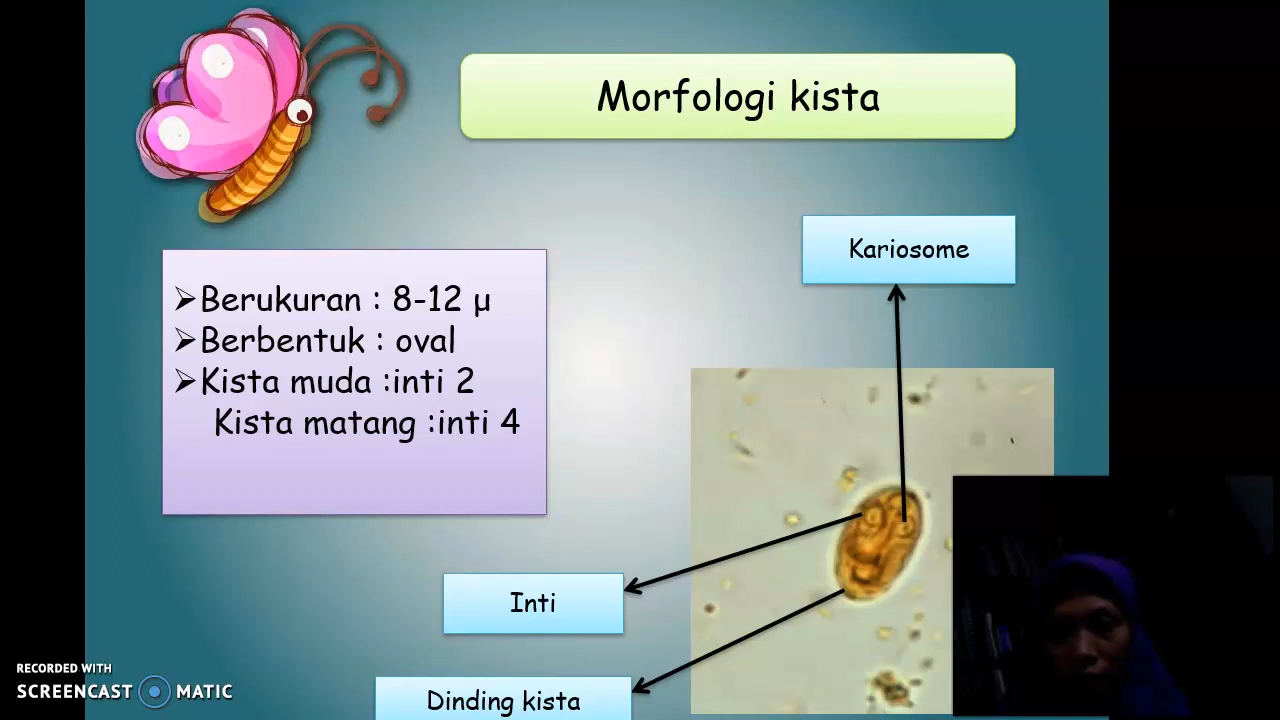 Morfologi kista
Kariosome
➢Berukuran : 8-12 µ
➢Berbentuk : oval
➢Kista muda :inti 2
Kista matang :inti 4
Inti
Dinding kista
RECORDED WITH
SCREENCAST MATIC